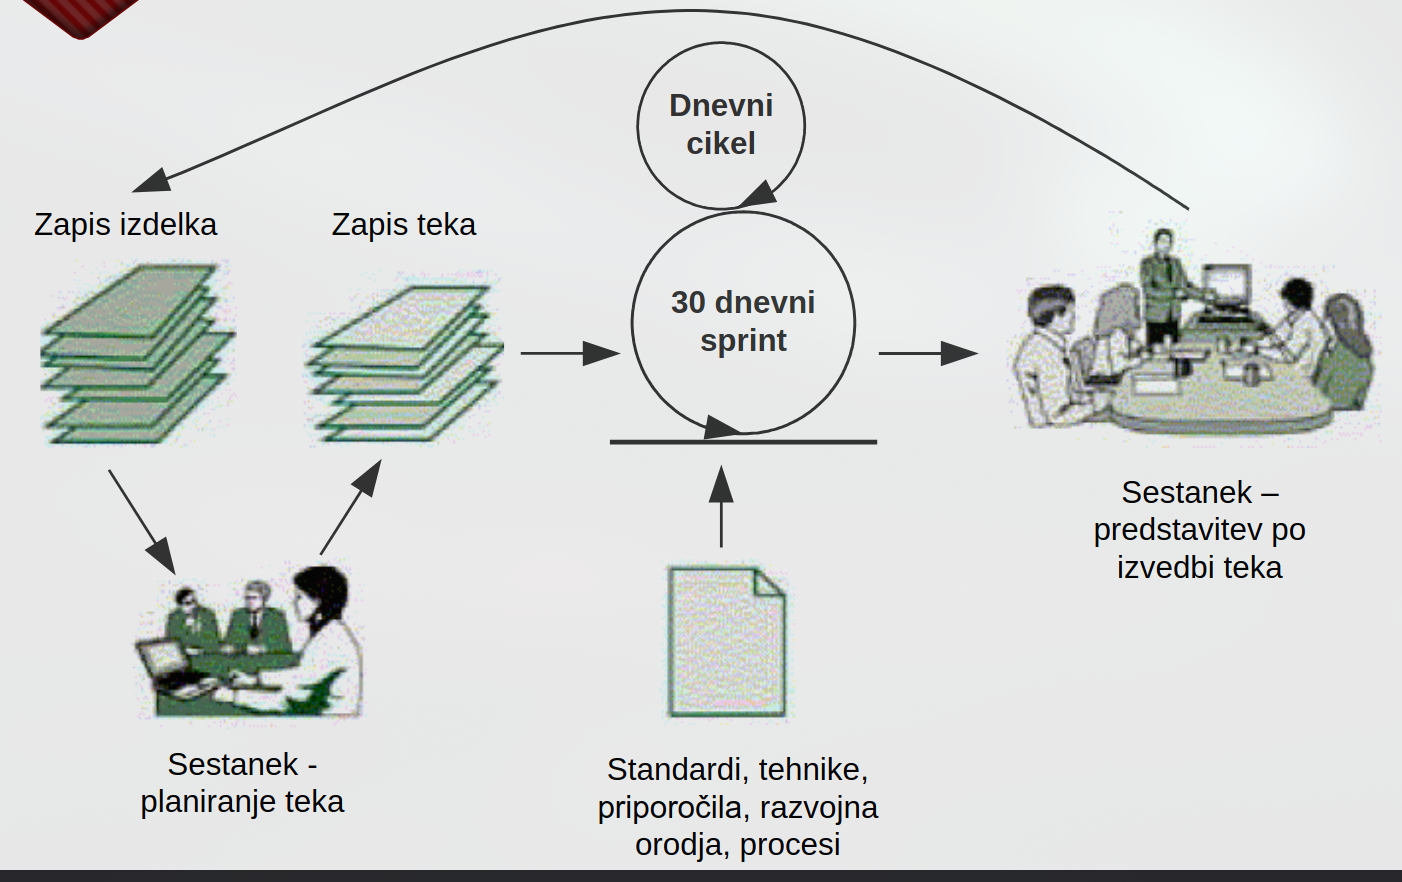 Dnevni
cikel
Zapis izdelka
Zapis teka
30 dnevni
sprint
Sestanek –
predstavitev po
izvedbi teka
Sestanek -
planiranje teka
Standardi, tehnike,
priporočila, razvojna
orodja, procesi